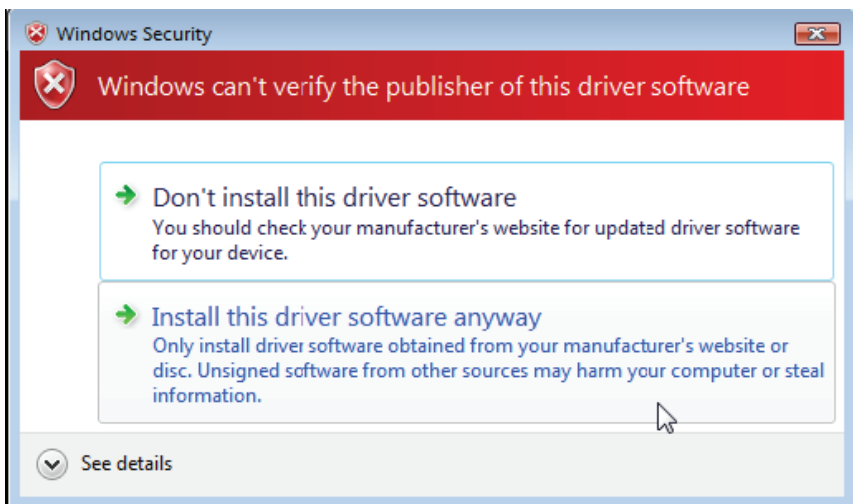 Windows Security
Windows can't verify the publisher of this driver software
Don't install this driver software
You should check your manufacturer's website for updated driver software
for your device.
Install this driver software anyway
Only install driver software obtained from your manufacturer's website or
disc. Unsigned software from other sources may harm your computer or steal
information.
See details